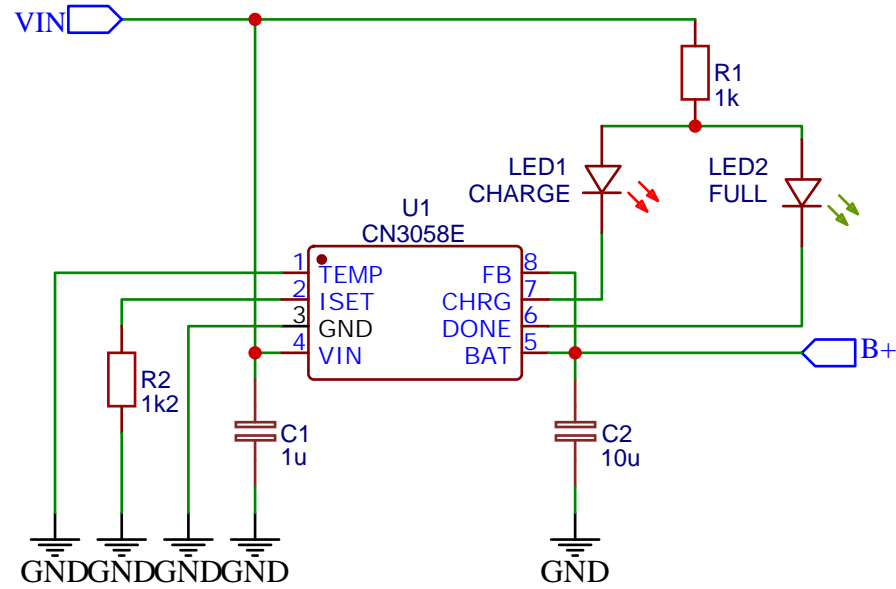 VIN
R1
1k
LED1
CHARGE
LED2
FULL
U1
CN3058E
1
TEMP
2
ISET
3
GND
4
VIN
8
FB
7
CHRG
6
DONE
5
BAT
B+
R2
1k2
C1
1u
C2
10u
GND
GND
GND
GND
GND